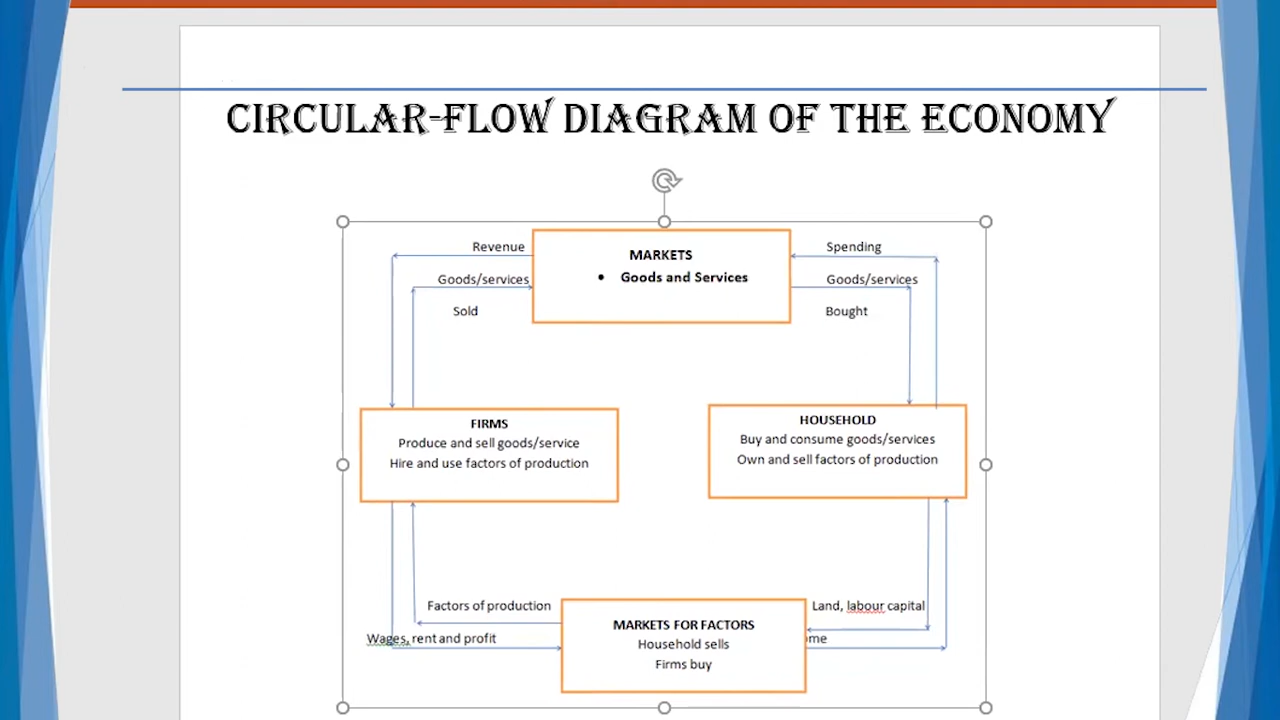 CIRCULAR-FLOW DIAGRAM OF THE ECONOMY
Revenue
Goods/services
Sold
MARKETS
• Goods and Services
Spending
Goods/services
Bought
FIRMS
Produce and sell goods/service
Hire and use factors of production
HOUSEHOLD
Buy and consume goods/services
Own and sell factors of production
Factors of production
Wages, rent and profit
MARKETS FOR FACTORS
Household sells
Firms buy
Land, labour capital